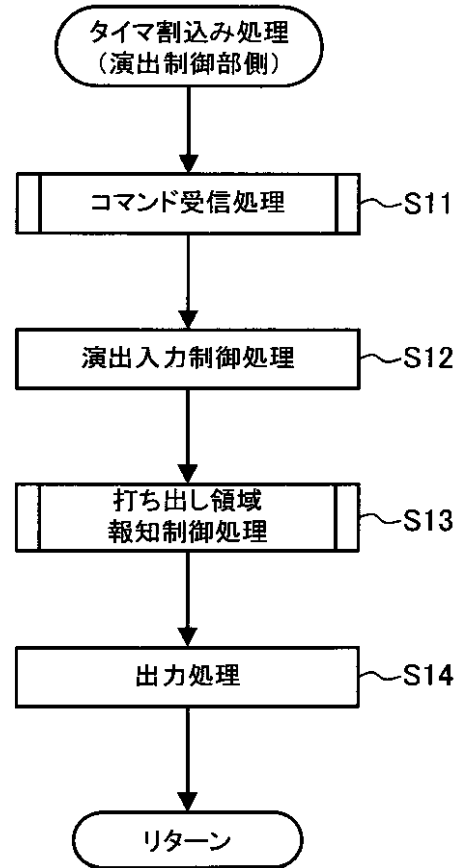 タイマ割込み処理
(演出制御部側)
コマンド受信処理
S11
演出入力制御処理
S12
打ち出し領域
報知制御処理
S13
出力処理
S14
リターン